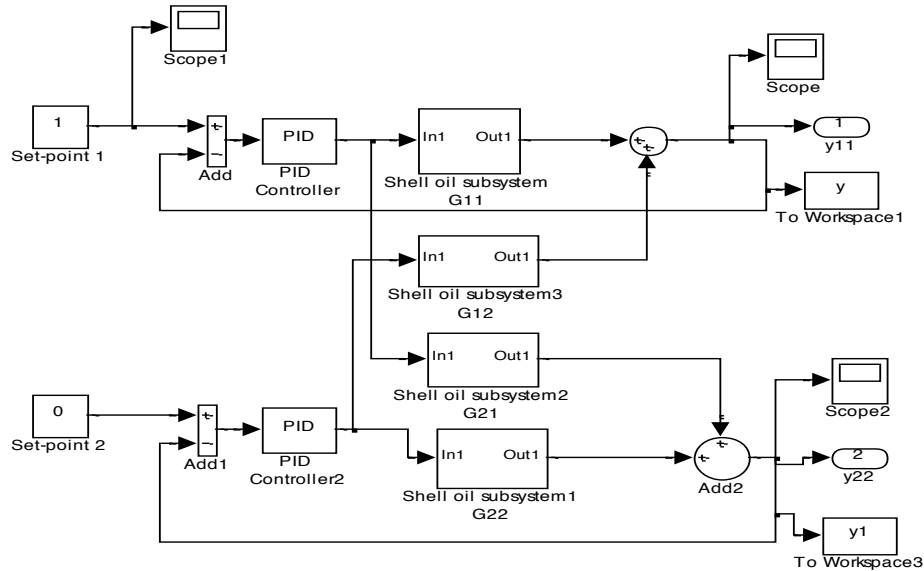 Scope1
Scope
1
Set-point 1
+
−
Add
PID
PID
Controller
In1 Out1
Shell oil subsystem
G11
+
+
1
y11
y
To Workspace1
In1 Out1
Shell oil subsystem3
G12
In1 Out1
Shell oil subsystem2
G21
Scope2
0
Set-point 2
+
−
Add1
PID
PID
Controller2
In1 Out1
Shell oil subsystem1
G22
+
+
Add2
2
y22
y1
To Workspace3